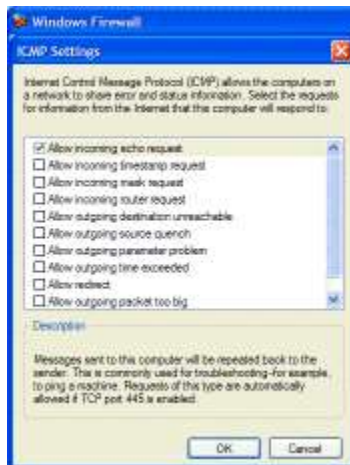 Windows Firewall
ICMP Settings
Internet Control Message Protocol (ICMP) allows the computers on
a network to share error and status information. Select the requests
for information from the Internet that this computer will respond to:
Allow incoming echo request
Allow incoming timestamp request
Allow incoming mask request
Allow incoming router request
Allow outgoing destination unreachable
Allow outgoing source quench
Allow outgoing parameter problem
Allow outgoing time exceeded
Allow redirect
Allow outgoing packet too big
Description
Messages sent to this computer will be repeated back to the
sender. This is commonly used for troubleshooting -for example,
to ping a machine. Requests of this type are automatically
allowed if TCP port 445 is enabled.
OK
Cancel